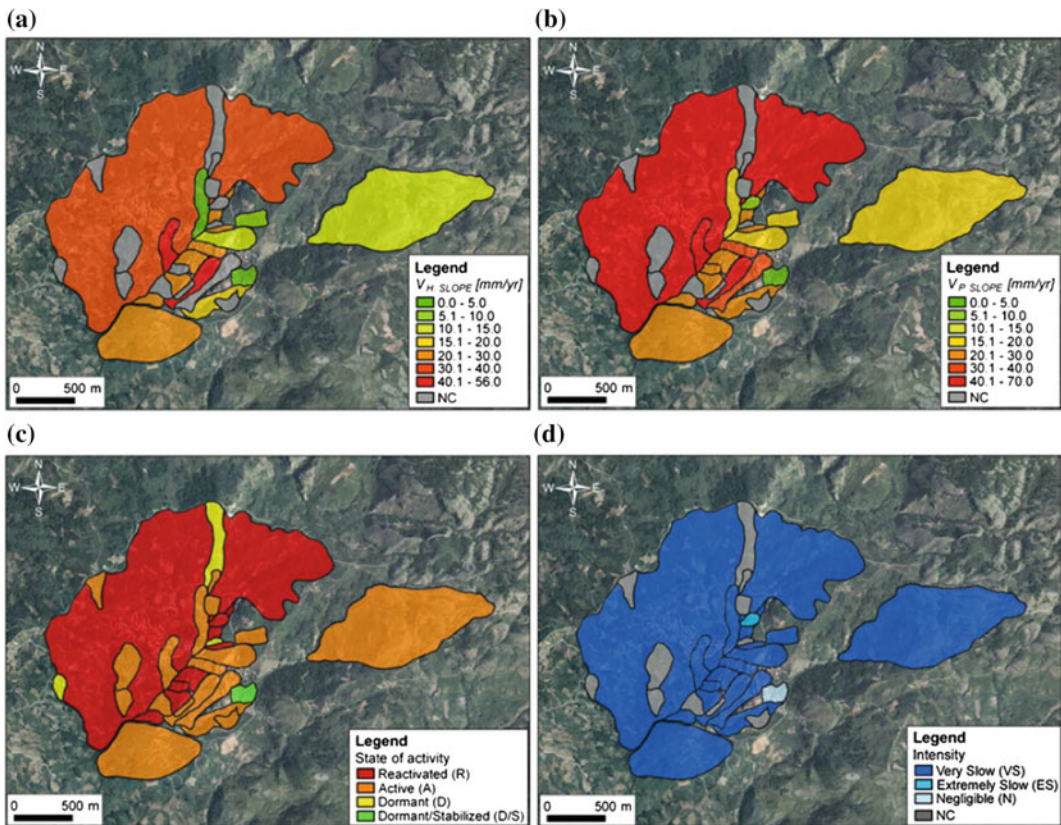 (a)
N
W E
S
Legend
V_H SLOPE [mm/yr]
0.0 - 5.0
5.1 - 10.0
10.1 - 15.0
15.1 - 20.0
20.1 - 30.0
30.1 - 40.0
40.1 - 56.0
NC
0 500 m
(b)
N
W E
S
Legend
V_P SLOPE [mm/yr]
0.0 - 5.0
5.1 - 10.0
10.1 - 15.0
15.1 - 20.0
20.1 - 30.0
30.1 - 40.0
40.1 - 70.0
NC
0 500 m
(c)
N
W E
S
Legend
State of activity
Reactivated (R)
Active (A)
Dormant (D)
Dormant/Stabilized (D/S)
0 500 m
(d)
N
W E
S
Legend
Intensity
Very Slow (VS)
Extremely Slow (ES)
Negligible (N)
NC
0 500 m